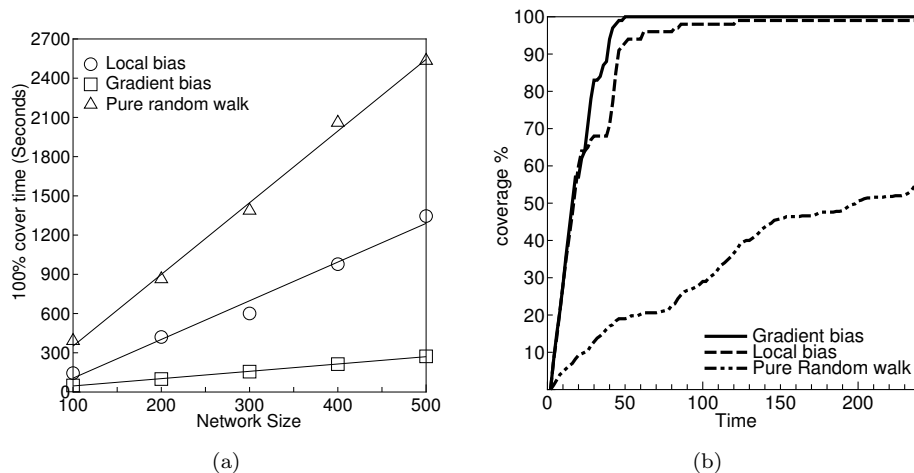 2700
2400
2100
1800
1500
1200
900
600
300
0
100% cover time (Seconds)
Local bias
Gradient bias
Pure random walk
100 200 300 400 500
Network Size
(a)
100
90
80
70
60
50
40
30
20
10
coverage %
Gradient bias
Local bias
Pure Random walk
0 50 100 150 200
Time
(b)